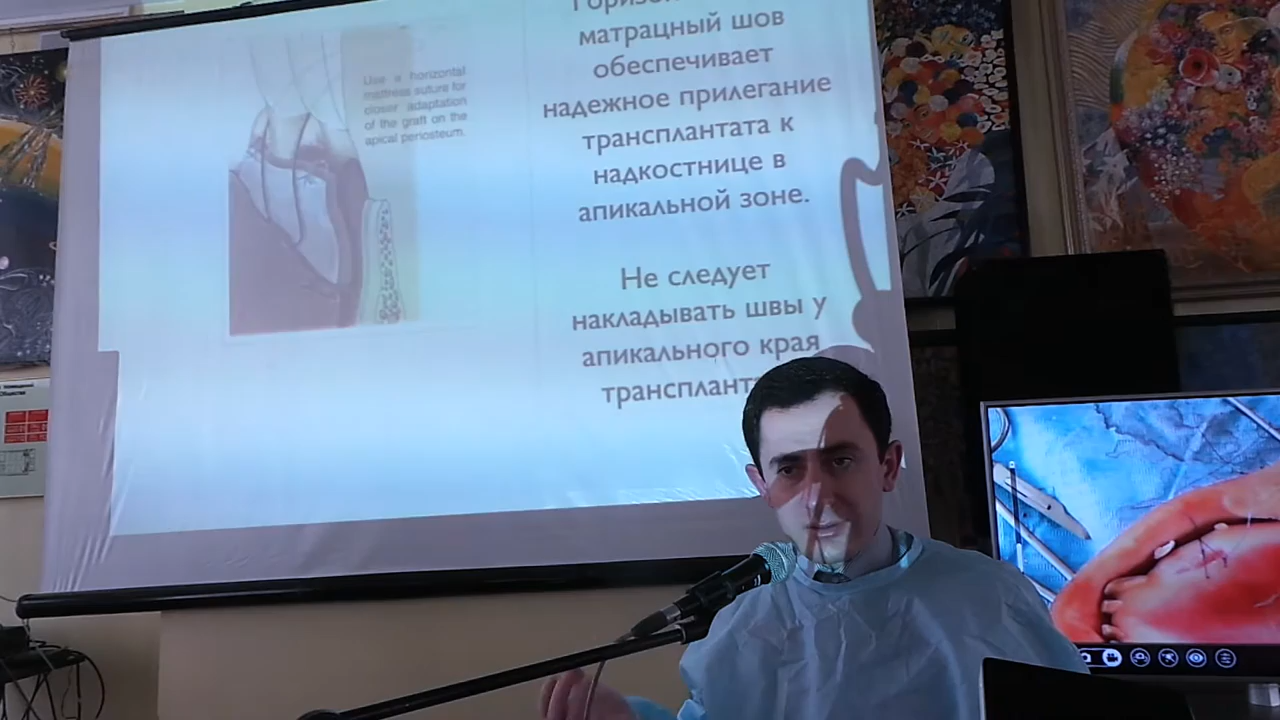 Use a horizontal
mattress suture for
closer adaptation
of the graft on the
apical periosteum.
матрацный шов
обеспечивает
надежное прилегание
трансплантата к
надкостнице в
апикальной зоне.
Не следует
накладывать швы у
апикального края